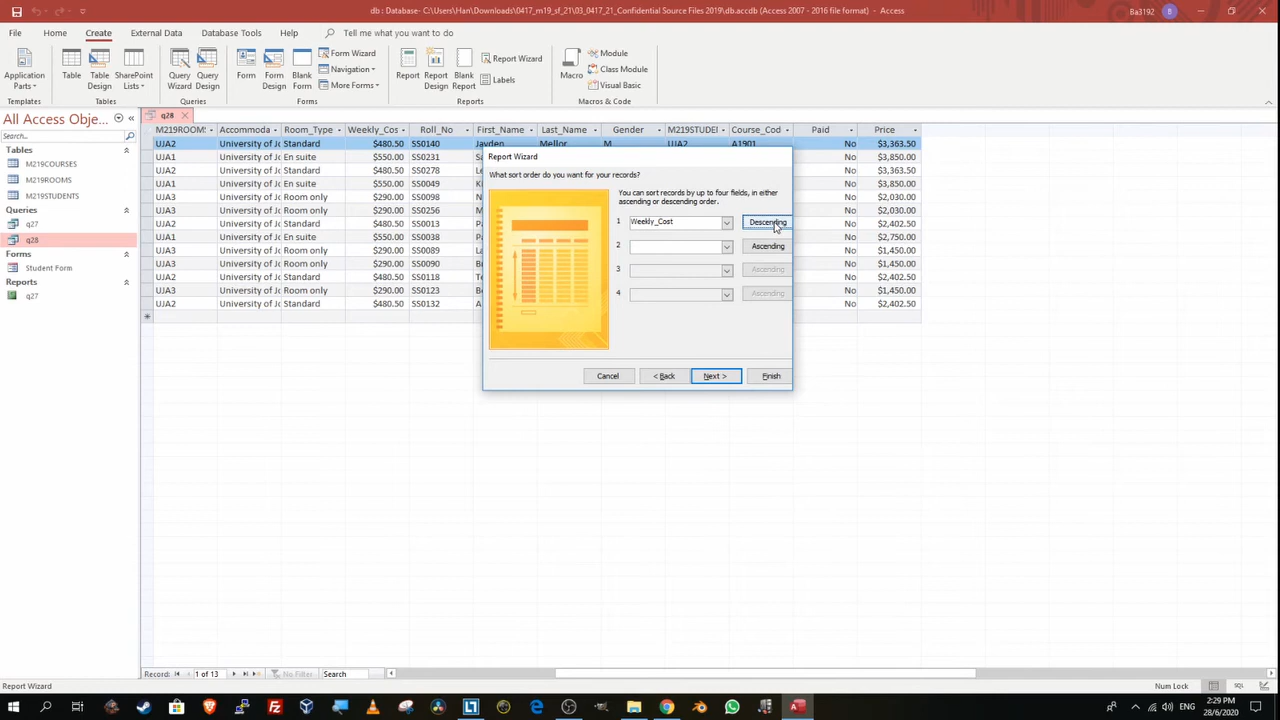 db : Database- C:\Users\Han\Downloads\0417_m19_sf_21\03_0417_21_Confidential Source Files 2019\db.accdb (Access 2007 - 2016 file format) - Access
Ba3192
B
File Home Create External Data Database Tools Help Tell me what you want to do
Application Parts
Table
Table Design
SharePoint Lists
Query Wizard
Query Design
Form
Form Design
Blank Form
Form Wizard
Navigation
More Forms
Report
Report Design
Blank Report
Report Wizard
Labels
Macro
Module
Class Module
Visual Basic
Templates Tables Queries Forms Reports Macros & Code
All Access Obje...
Search...
Tables
M219COURSES
M219ROOMS
M219STUDENTS
Queries
q27
q28
Forms
Student Form
Reports
q27
q28
M219ROOMS Accommoda Room_Type Weekly_Cos Roll_No First_Name Last_Name Gender M219STUDEI Course_Cod Paid Price
UJA2 University of Jo Standard $480.50 SS0140 Jayden Mellor M UJA2 A1901 No $3,363.50
UJA1 University of Jo En suite $550.00 SS0231 No $3,850.00
UJA2 University of Jo Standard $480.50 SS0278 No $3,363.50
UJA1 University of Jo En suite $550.00 SS0049 No $3,850.00
UJA3 University of Jo Room only $290.00 SS0098 No $2,030.00
UJA3 University of Jo Room only $290.00 SS0256 No $2,030.00
UJA2 University of Jo Standard $480.50 SS0013 No $2,402.50
UJA1 University of Jo En suite $550.00 SS0038 No $2,750.00
UJA3 University of Jo Room only $290.00 SS0069 No $1,450.00
UJA3 University of Jo Room only $290.00 SS0090 No $1,450.00
UJA2 University of Jo Standard $480.50 SS0118 No $2,402.50
UJA3 University of Jo Room only $290.00 SS0123 No $1,450.00
UJA2 University of Jo Standard $480.50 SS0132 No $2,402.50
Report Wizard
What sort order do you want for your records?
You can sort records by up to four fields, in either ascending or descending order.
1 Weekly_Cost Descending
2 Ascending
3 Ascending
4 Ascending
Cancel < Back Next > Finish
Record: 1 of 13 No Filter Search
Report Wizard
Num Lock
SQL
ENG
2:29 PM
28/6/2020